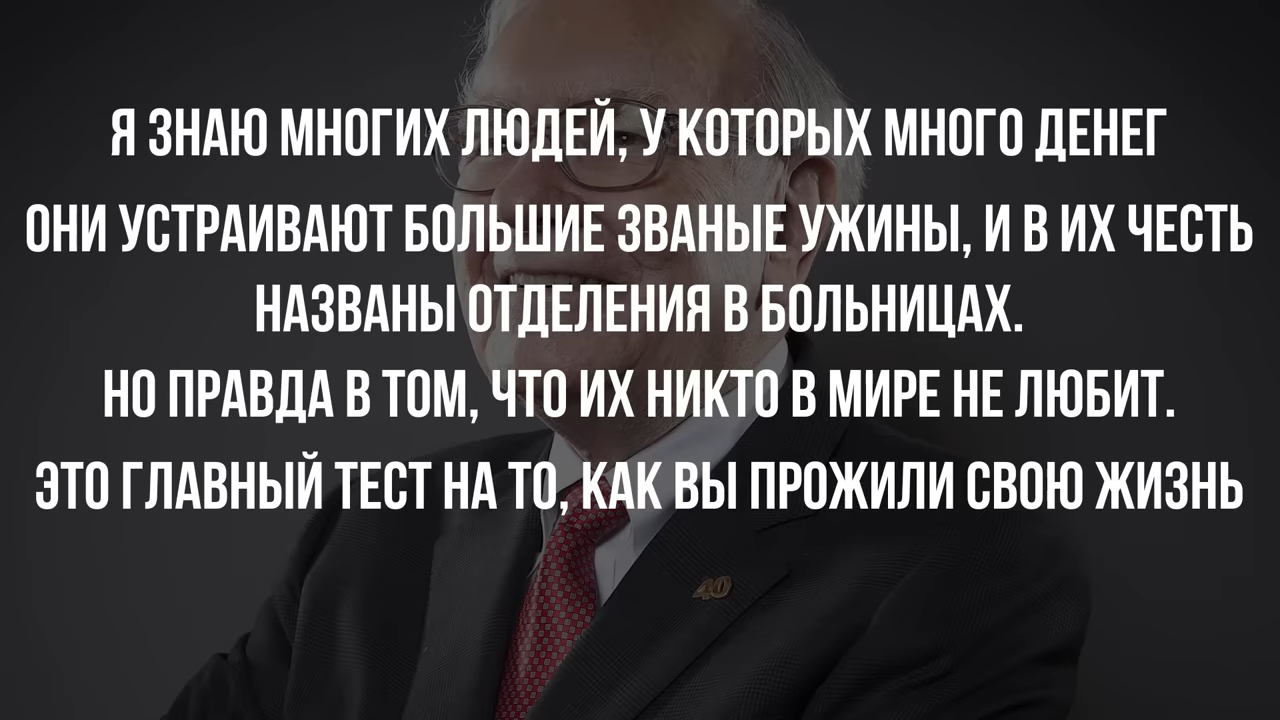 Я ЗНАЮ МНОГИХ ЛЮДЕЙ, У КОТОРЫХ МНОГО ДЕНЕГ
ОНИ УСТРАИВАЮТ БОЛЬШИЕ ЗВАНЫЕ УЖИНЫ, И В ИХ ЧЕСТЬ
НАЗВАНЫ ОТДЕЛЕНИЯ В БОЛЬНИЦАХ.
НО ПРАВДА В ТОМ, ЧТО ИХ НИКТО В МИРЕ НЕ ЛЮБИТ.
ЭТО ГЛАВНЫЙ ТЕСТ НА ТО, КАК ВЫ ПРОЖИЛИ СВОЮ ЖИЗНЬ
40